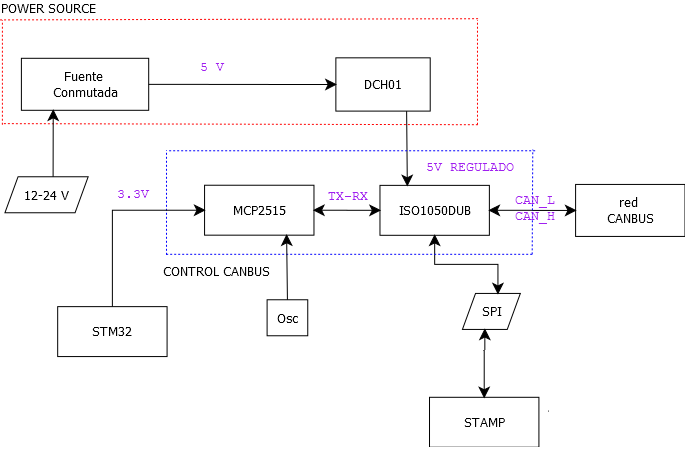 POWER SOURCE
Fuente
Conmutada
5 V
DCH01
12-24 V
3.3V
5V REGULADO
MCP2515
TX-RX
ISO1050DUB
CAN_L
CAN_H
red
CANBUS
CONTROL CANBUS
STM32
Osc
SPI
STAMP